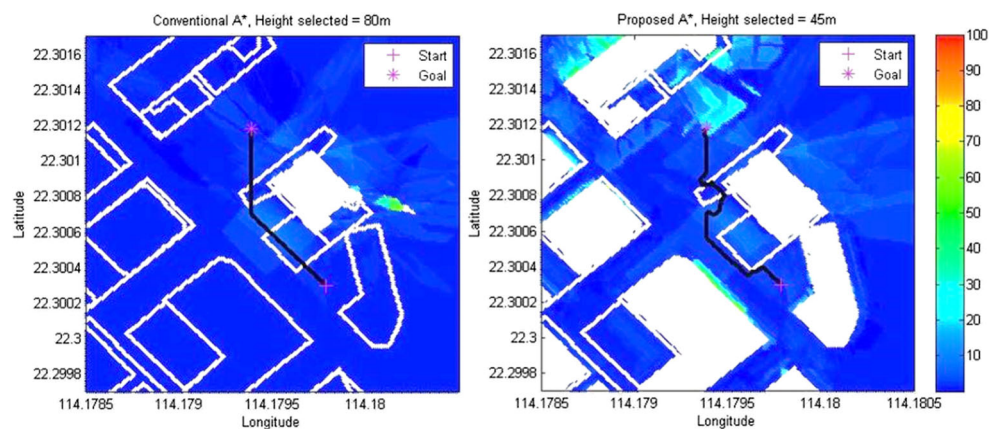 Conventional A*, Height selected = 80m
Start
Goal
22.3016
22.3014
22.3012
22.301
22.3008
22.3006
22.3004
22.3002
22.3
22.2998
Latitude
114.1785 114.179 114.1795 114.18
Longitude
Proposed A*, Height selected = 45m
Start
Goal
22.3016
22.3014
22.3012
22.301
22.3008
22.3006
22.3004
22.3002
22.3
22.2998
Latitude
114.1785 114.179 114.1795 114.18 114.1805
Longitude
100
90
80
70
60
50
40
30
20
10